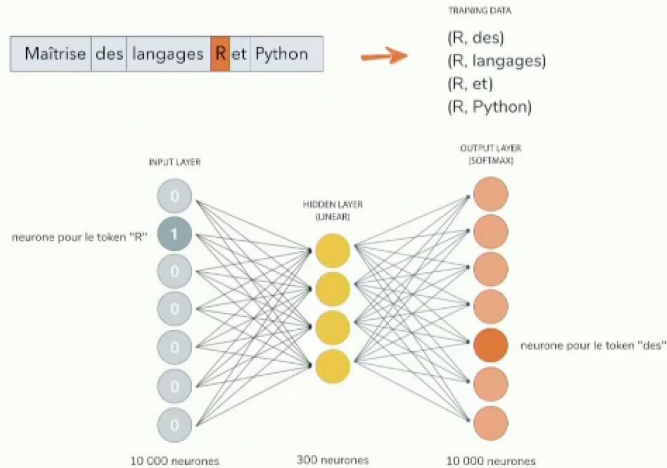 TRAINING DATA
Maîtrise des langages R et Python
(R, des)
(R, langages)
(R, et)
(R, Python)
INPUT LAYER
HIDDEN LAYER
(LINEAR)
OUTPUT LAYER
(SOFTMAX)
neurone pour le token "R"
0
1
0
0
0
0
0
neurone pour le token "des"
10 000 neurones
300 neurones
10 000 neurones